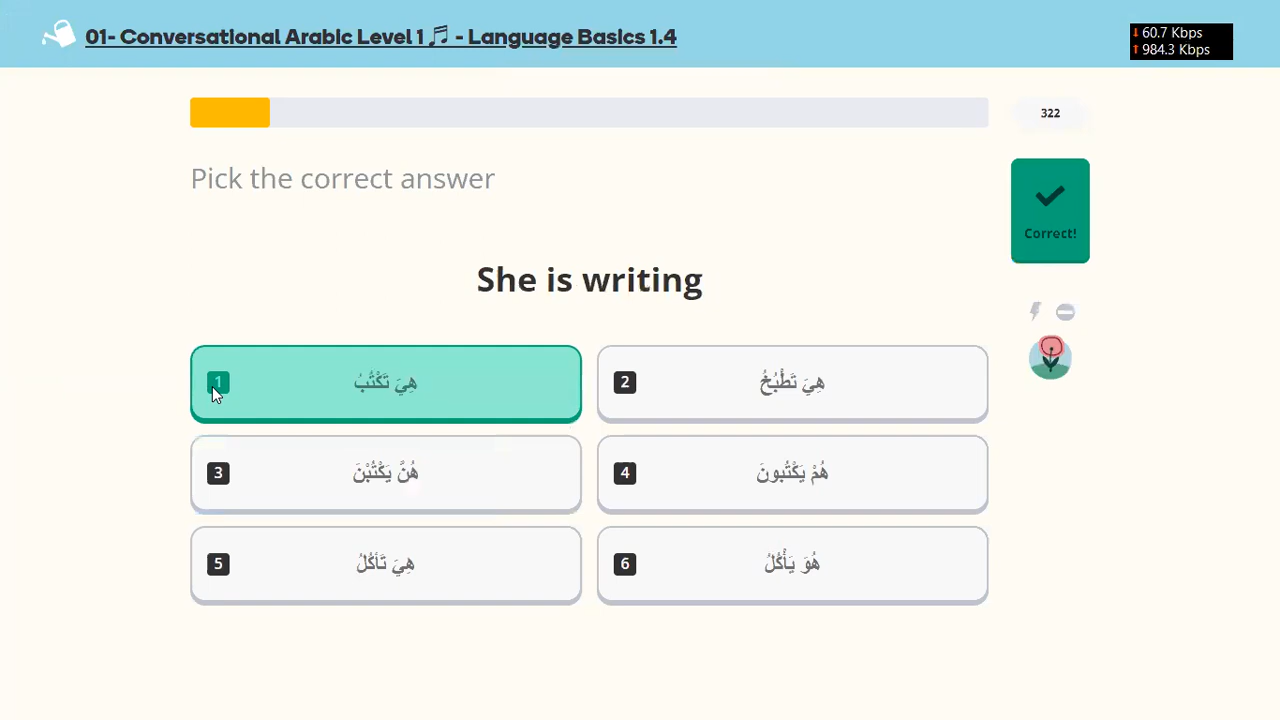 01- Conversational Arabic Level 1🎵 - Language Basics 1.4
↓ 60.7 Kbps
↑ 984.3 Kbps
322
Pick the correct answer
Correct!
She is writing
1 هِيَ تَكْتُبُ
2 هِيَ تَطْبُخُ
3 هُنَّ يَكْتُبْنَ
4 هُمْ يَكْتُبونَ
5 هِيَ تَأكُلُ
6 هُوَ يَأْكُلُ